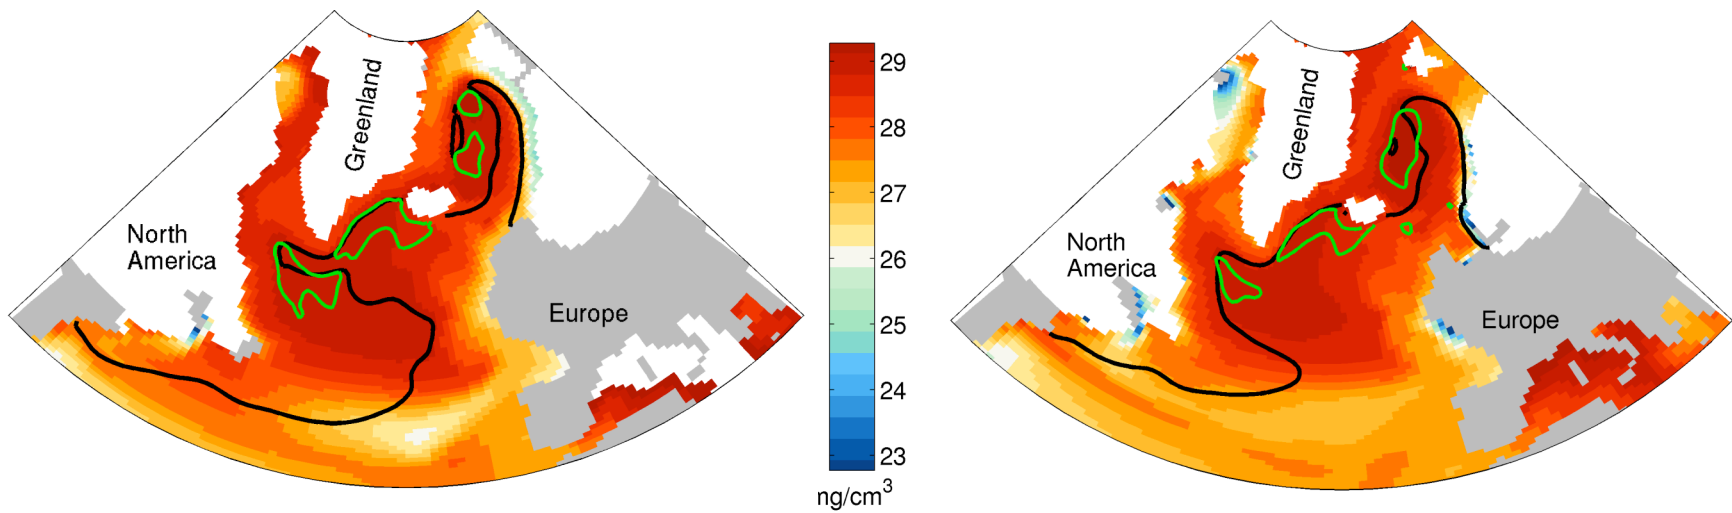 Greenland
North
America
Europe
29
28
27
26
25
24
23
ng/cm³
Greenland
North
America
Europe